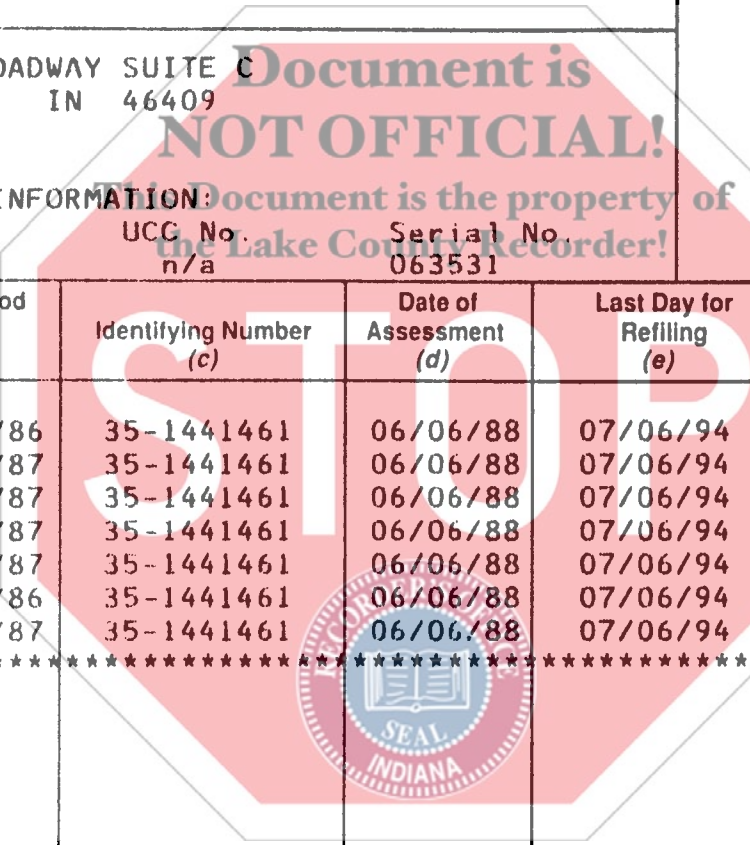 OADWAY SUITE C
Document is
IN 46409
NOT OFFICIAL!
INFORMATION:
This Document is the property of
UCC No. Serial No.
the Lake County Recorder!
n/a 063531
od Identifying Number (c) Date of Assessment (d) Last Day for Refiling (e)
STOP
/86 35-1441461 06/06/88 07/06/94
/87 35-1441461 06/06/88 07/06/94
/87 35-1441461 06/06/88 07/06/94
/87 35-1441461 06/06/88 07/06/94
/87 35-1441461 06/06/88 07/06/94
/86 35-1441461 06/06/88 07/06/94
/87 35-1441461 06/06/88 07/06/94
****************************************
RECORDER'S OFFICE
SEAL
INDIANA